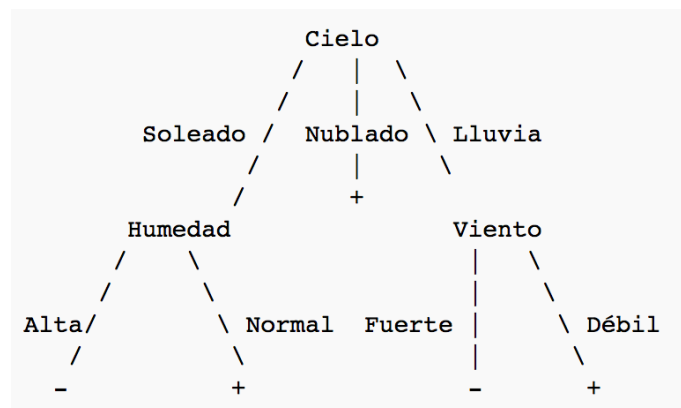 Cielo
/ | \
/ | \
Soleado / Nublado \ Lluvia
/ | \
/ +
Humedad Viento
/ \ | \
/ \ | \
Alta/ \ Normal Fuerte | \ Débil
/ \ | \
- + - +